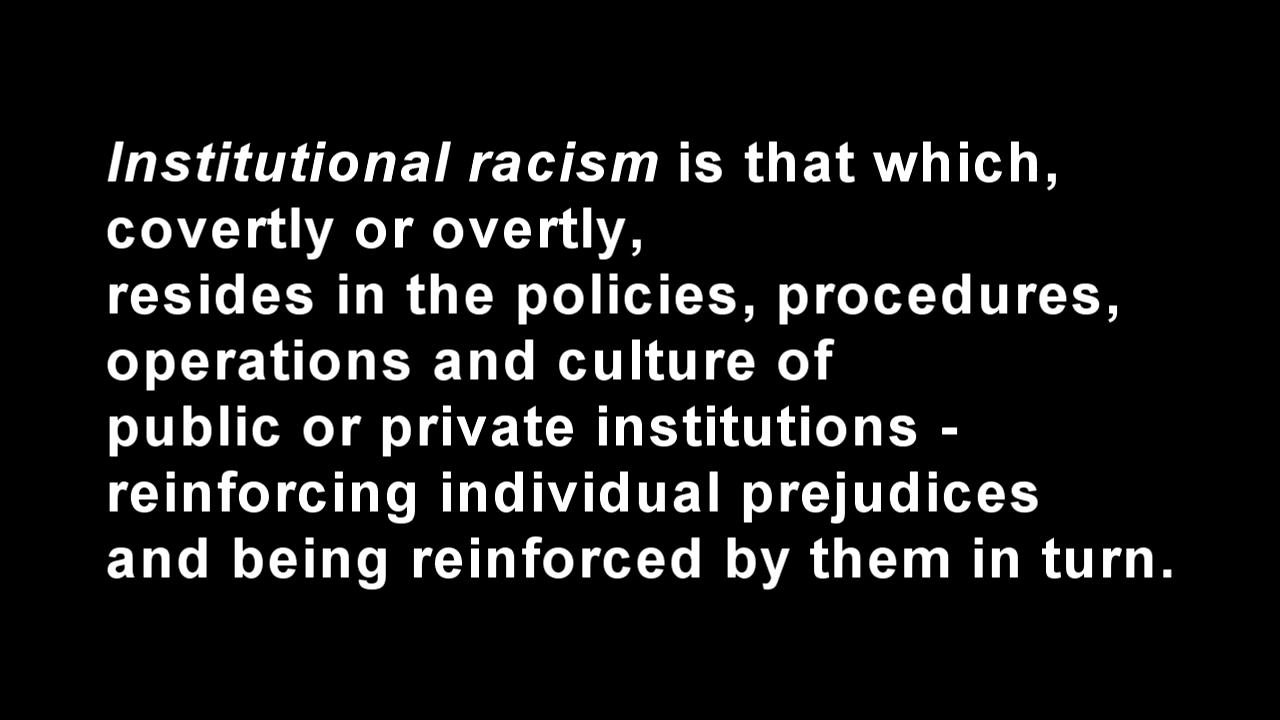 Institutional racism is that which,
covertly or overtly,
resides in the policies, procedures,
operations and culture of
public or private institutions -
reinforcing individual prejudices
and being reinforced by them in turn.